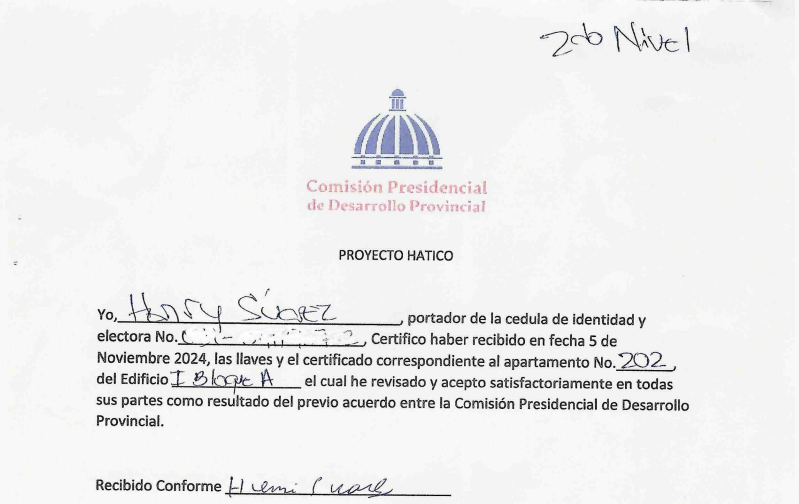 2do Nivel
Comisión Presidencial
de Desarrollo Provincial
PROYECTO HATICO
Yo, Henry Súarez, portador de la cedula de identidad y
electora No. , Certifico haber recibido en fecha 5 de
Noviembre 2024, las llaves y el certificado correspondiente al apartamento No. 202,
del Edificio I Bloque A el cual he revisado y acepto satisfactoriamente en todas
sus partes como resultado del previo acuerdo entre la Comisión Presidencial de Desarrollo
Provincial.
Recibido Conforme